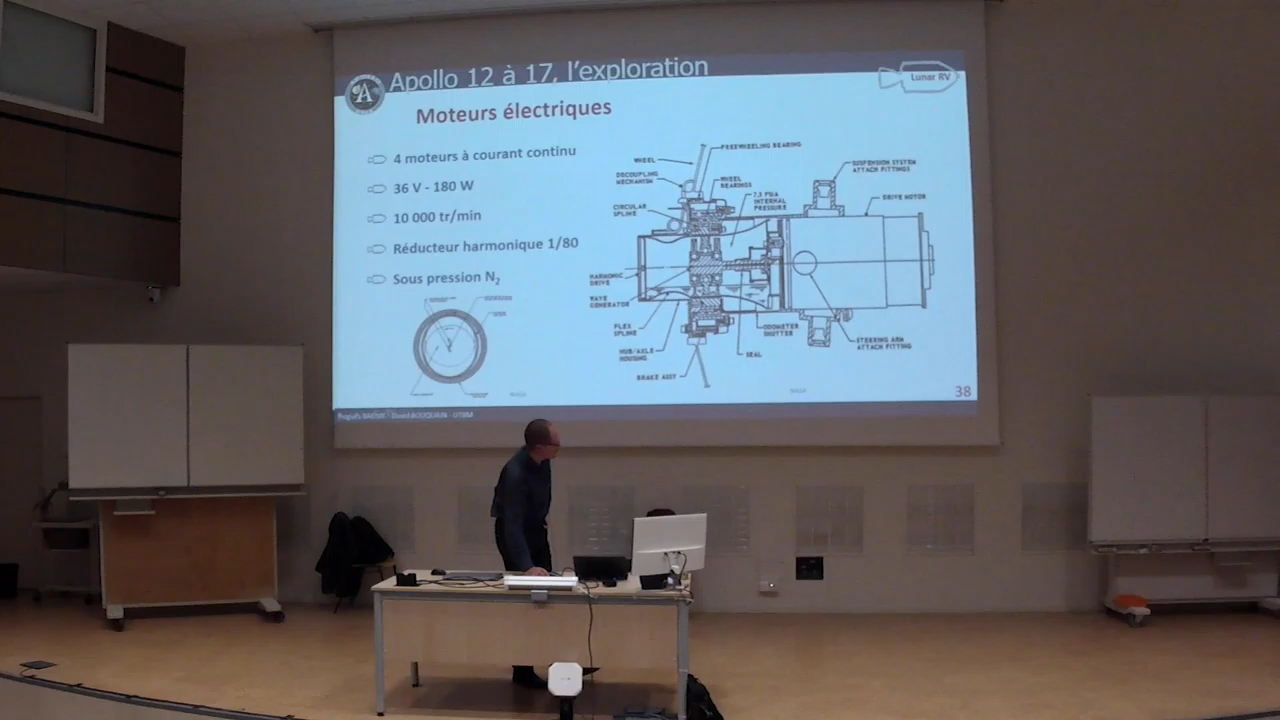 Apollo 12 à 17, l'exploration
Lunar RV
Moteurs électriques
4 moteurs à courant continu
36 V - 180 W
10 000 tr/min
Réducteur harmonique 1/80
Sous pression N₂
WHEEL
FREEWHEELING BEARING
DECOUPLING
MECHANISM
WHEEL
BEARINGS
SUSPENSION SYSTEM
ATTACH FITTINGS
CIRCULAR
SPLINE
7.5 PSIA
INTERNAL
PRESSURE
DRIVE MOTOR
HARMONIC
DRIVE
WAVE
GENERATOR
FLEX
SPLINE
HUB/AXLE
HOUSING
BRAKE ASSY
SEAL
ODOMETER
SHUTTER
STEERING ARM
ATTACH FITTING
38